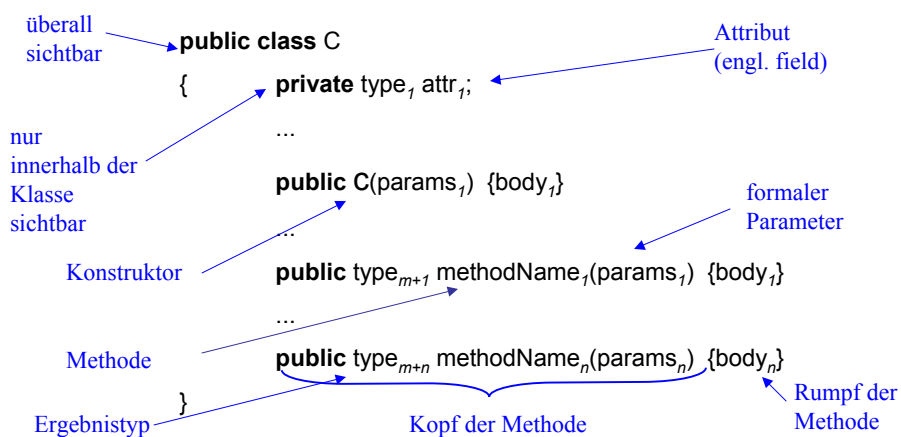 überall
sichtbar
public class C
Attribut
(engl. field)
{ private type1 attr1;
...
nur
innerhalb der
Klasse
sichtbar
public C(params1) {body1}
formaler
Parameter
...
Konstruktor
public typem+1 methodName1(params1) {body1}
...
Methode
public typem+n methodNamen(paramsn) {bodyn}
}
Ergebnistyp
Kopf der Methode
Rumpf der
Methode